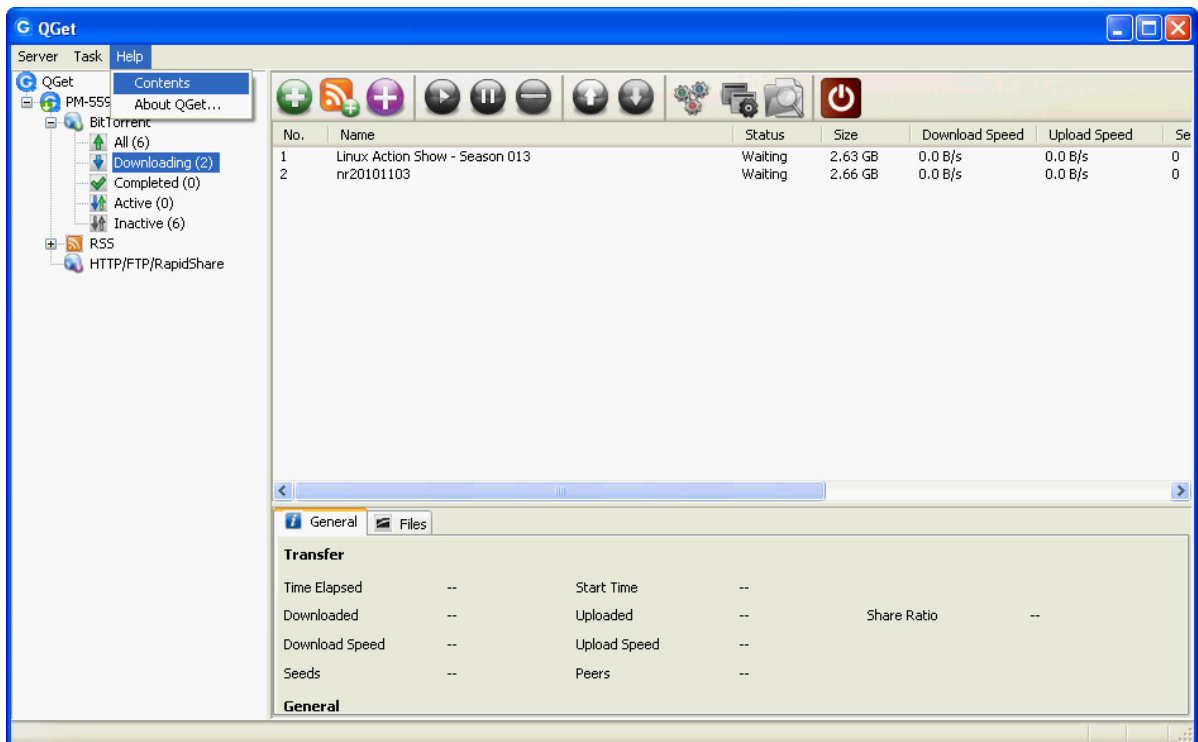 QGet
Server Task Help
Contents
About QGet...
QGet
PM-559
BitTorrent
All (6)
Downloading (2)
Completed (0)
Active (0)
Inactive (6)
RSS
HTTP/FTP/RapidShare
No. Name Status Size Download Speed Upload Speed Se
1 Linux Action Show - Season 013 Waiting 2.63 GB 0.0 B/s 0.0 B/s 0
2 nr20101103 Waiting 2.66 GB 0.0 B/s 0.0 B/s 0
General Files
Transfer
Time Elapsed -- Start Time --
Downloaded -- Uploaded -- Share Ratio --
Download Speed -- Upload Speed --
Seeds -- Peers --
General